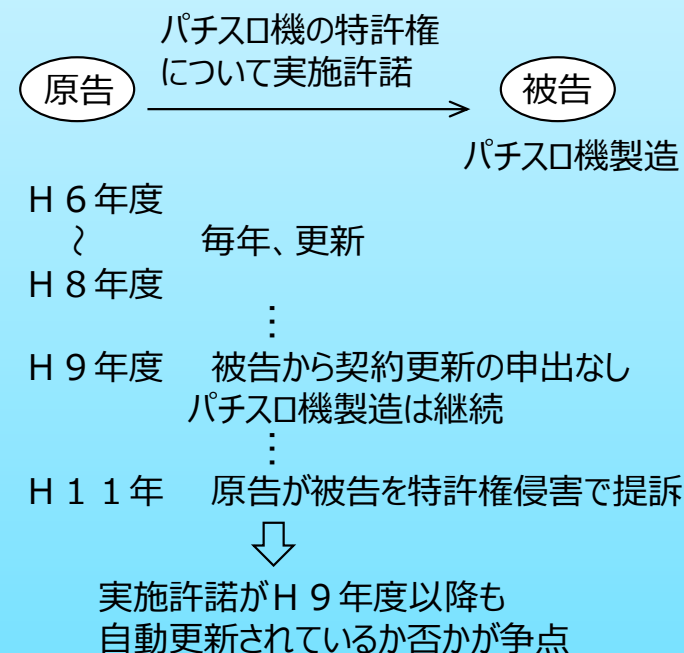 パチスロ機の特許権
について実施許諾
原告
被告
パチスロ機製造
H６年度
～　毎年、更新
H８年度
…
H９年度　被告から契約更新の申出なし
パチスロ機製造は継続
…
H１１年　原告が被告を特許権侵害で提訴
実施許諾がH９年度以降も
自動更新されているか否かが争点